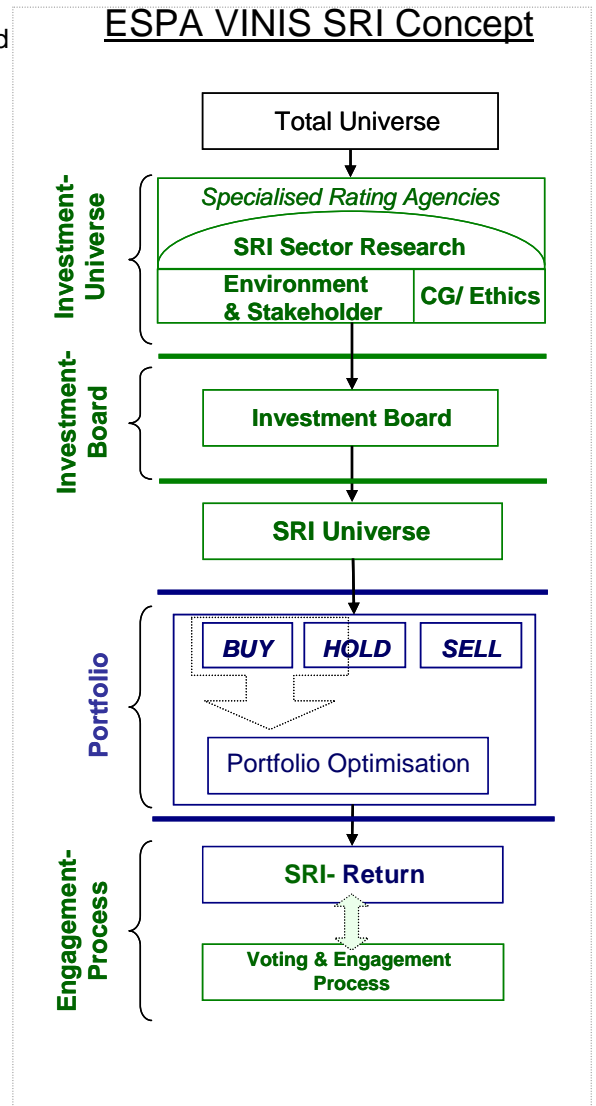 d
ESPA VINIS SRI Concept
Total Universe
Investment-
Universe
Specialised Rating Agencies
SRI Sector Research
Environment
& Stakeholder
CG/ Ethics
Investment-
Board
Investment Board
SRI Universe
Portfolio
BUY
HOLD
SELL
Portfolio Optimisation
Engagement-
Process
SRI- Return
Voting & Engagement
Process